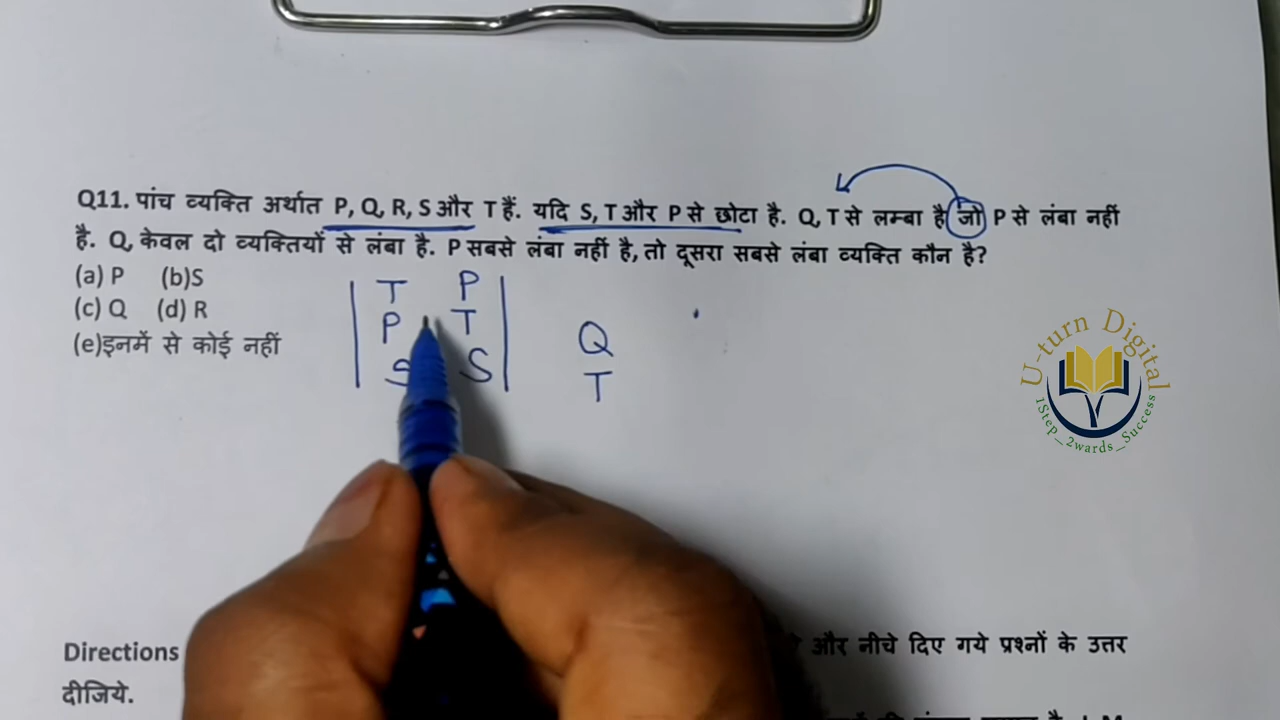 Q11. पांच व्यक्ति अर्थात P, Q, R, S और T हैं. यदि S, T और P से छोटा है. Q, T से लम्बा है जो P से लंबा नहीं
है. Q, केवल दो व्यक्तियों से लंबा है. P सबसे लंबा नहीं है, तो दूसरा सबसे लंबा व्यक्ति कौन है?
(a) P (b)S
(c) Q (d) R
(e)इनमें से कोई नहीं
T P
P T Q
S S T
U-turn Digital
1Step_2wards_Success
Directions और नीचे दिए गये प्रश्नों के उत्तर
दीजिये.